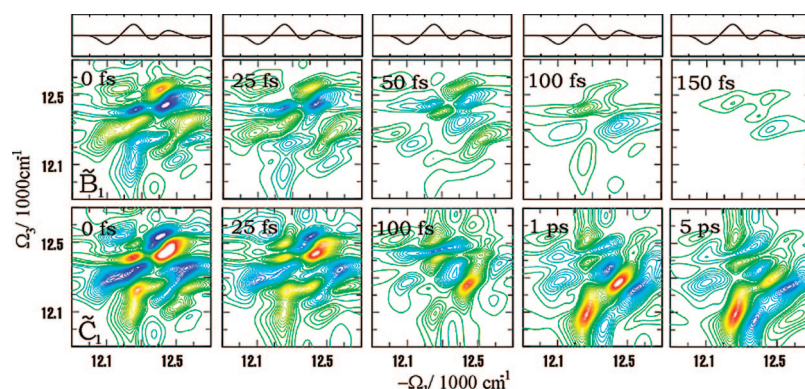 0 fs 25 fs 50 fs 100 fs 150 fs
12.5
12.1
B̃₁
Ω₃/ 1000cm⁻¹
0 fs 25 fs 100 fs 1 ps 5 ps
12.5
12.1
C̃₁
12.1 12.5 12.1 12.5 12.1 12.5 12.1 12.5 12.1 12.5
−Ω₁/ 1000 cm⁻¹